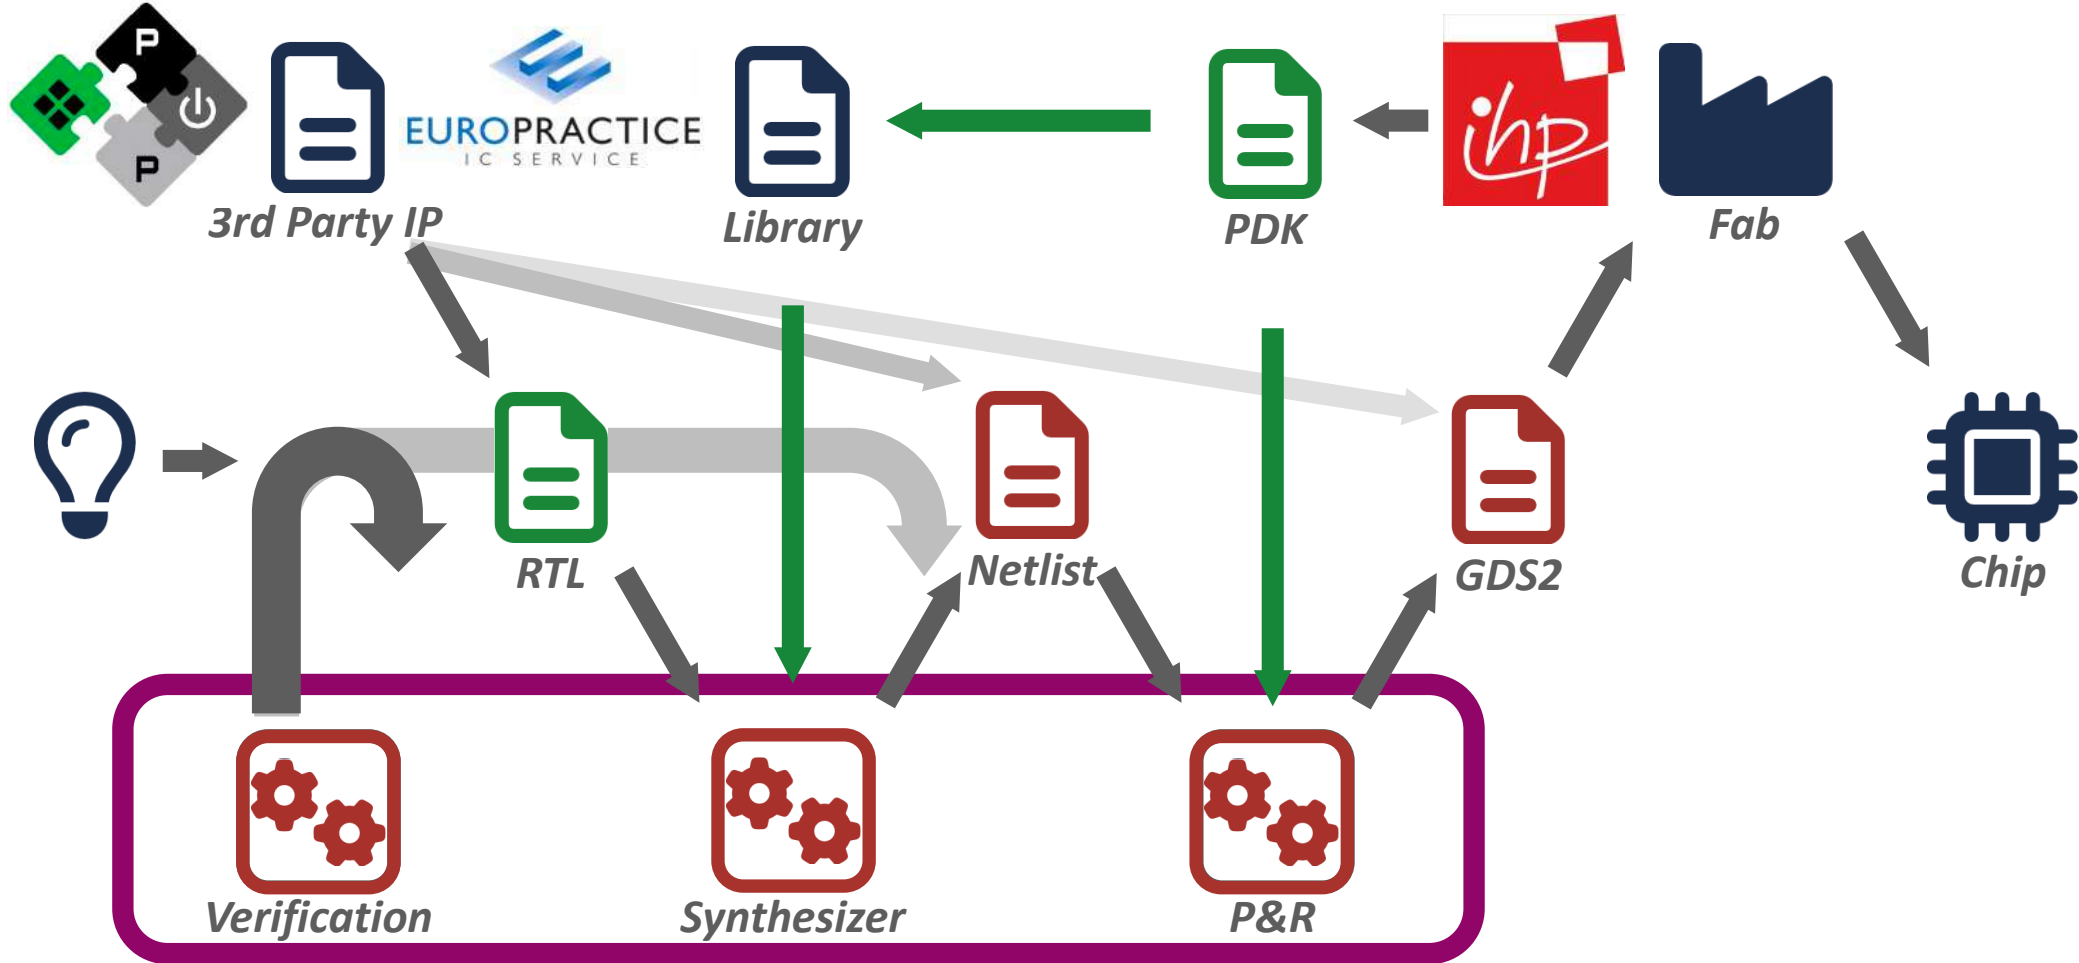 P
P
EUROPRACTICE
IC SERVICE
ihp
3rd Party IP
Library
PDK
Fab
RTL
Netlist
GDS2
Chip
Verification
Synthesizer
P&R